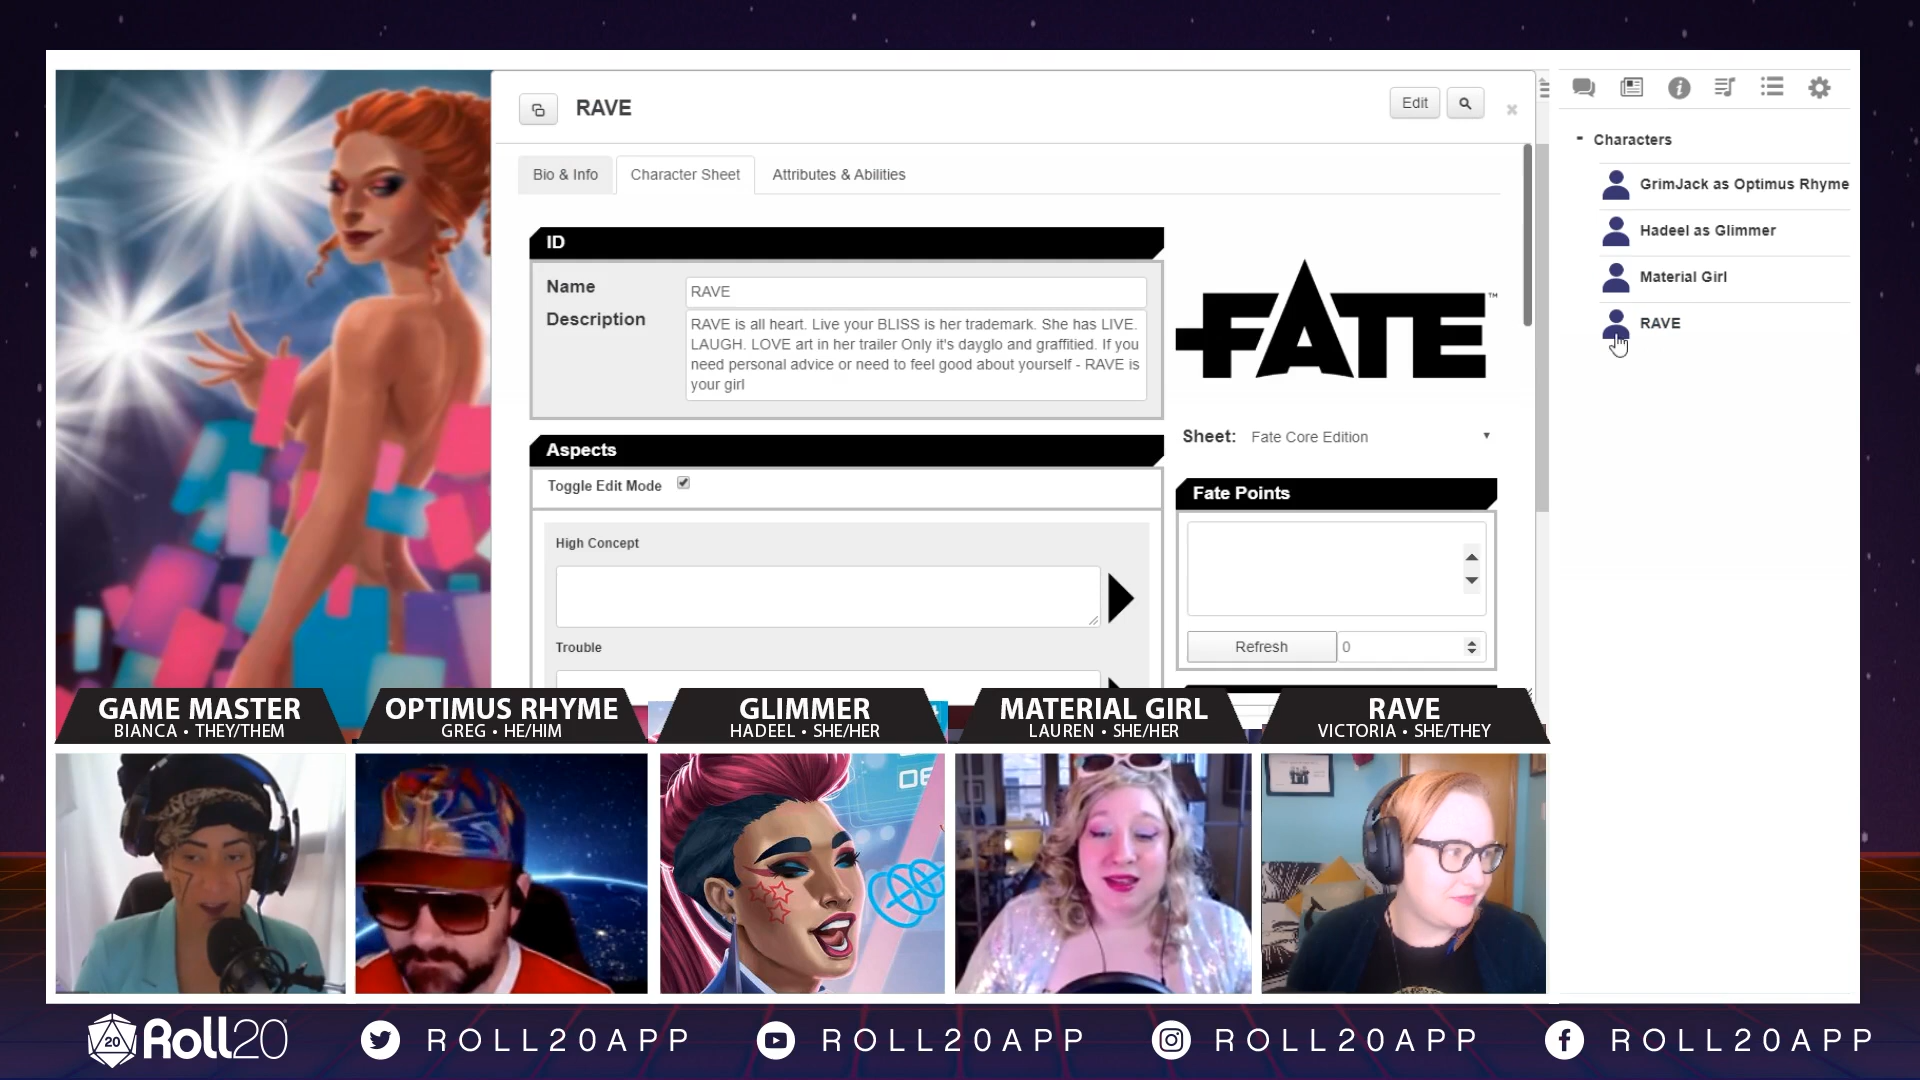 RAVE
Edit
Bio & Info
Character Sheet
Attributes & Abilities
ID
Name
RAVE
Description
RAVE is all heart. Live your BLISS is her trademark. She has LIVE.
LAUGH. LOVE art in her trailer Only it's dayglo and graffitied. If you
need personal advice or need to feel good about yourself - RAVE is
your girl
Aspects
Toggle Edit Mode
High Concept
Trouble
FATE™
Sheet: Fate Core Edition
Fate Points
Refresh
0
Characters
GrimJack as Optimus Rhyme
Hadeel as Glimmer
Material Girl
RAVE
GAME MASTER
BIANCA • THEY/THEM
OPTIMUS RHYME
GREG • HE/HIM
GLIMMER
HADEEL • SHE/HER
MATERIAL GIRL
LAUREN • SHE/HER
RAVE
VICTORIA • SHE/THEY
20
Roll20
ROLL20APP
ROLL20APP
ROLL20APP
ROLL20APP